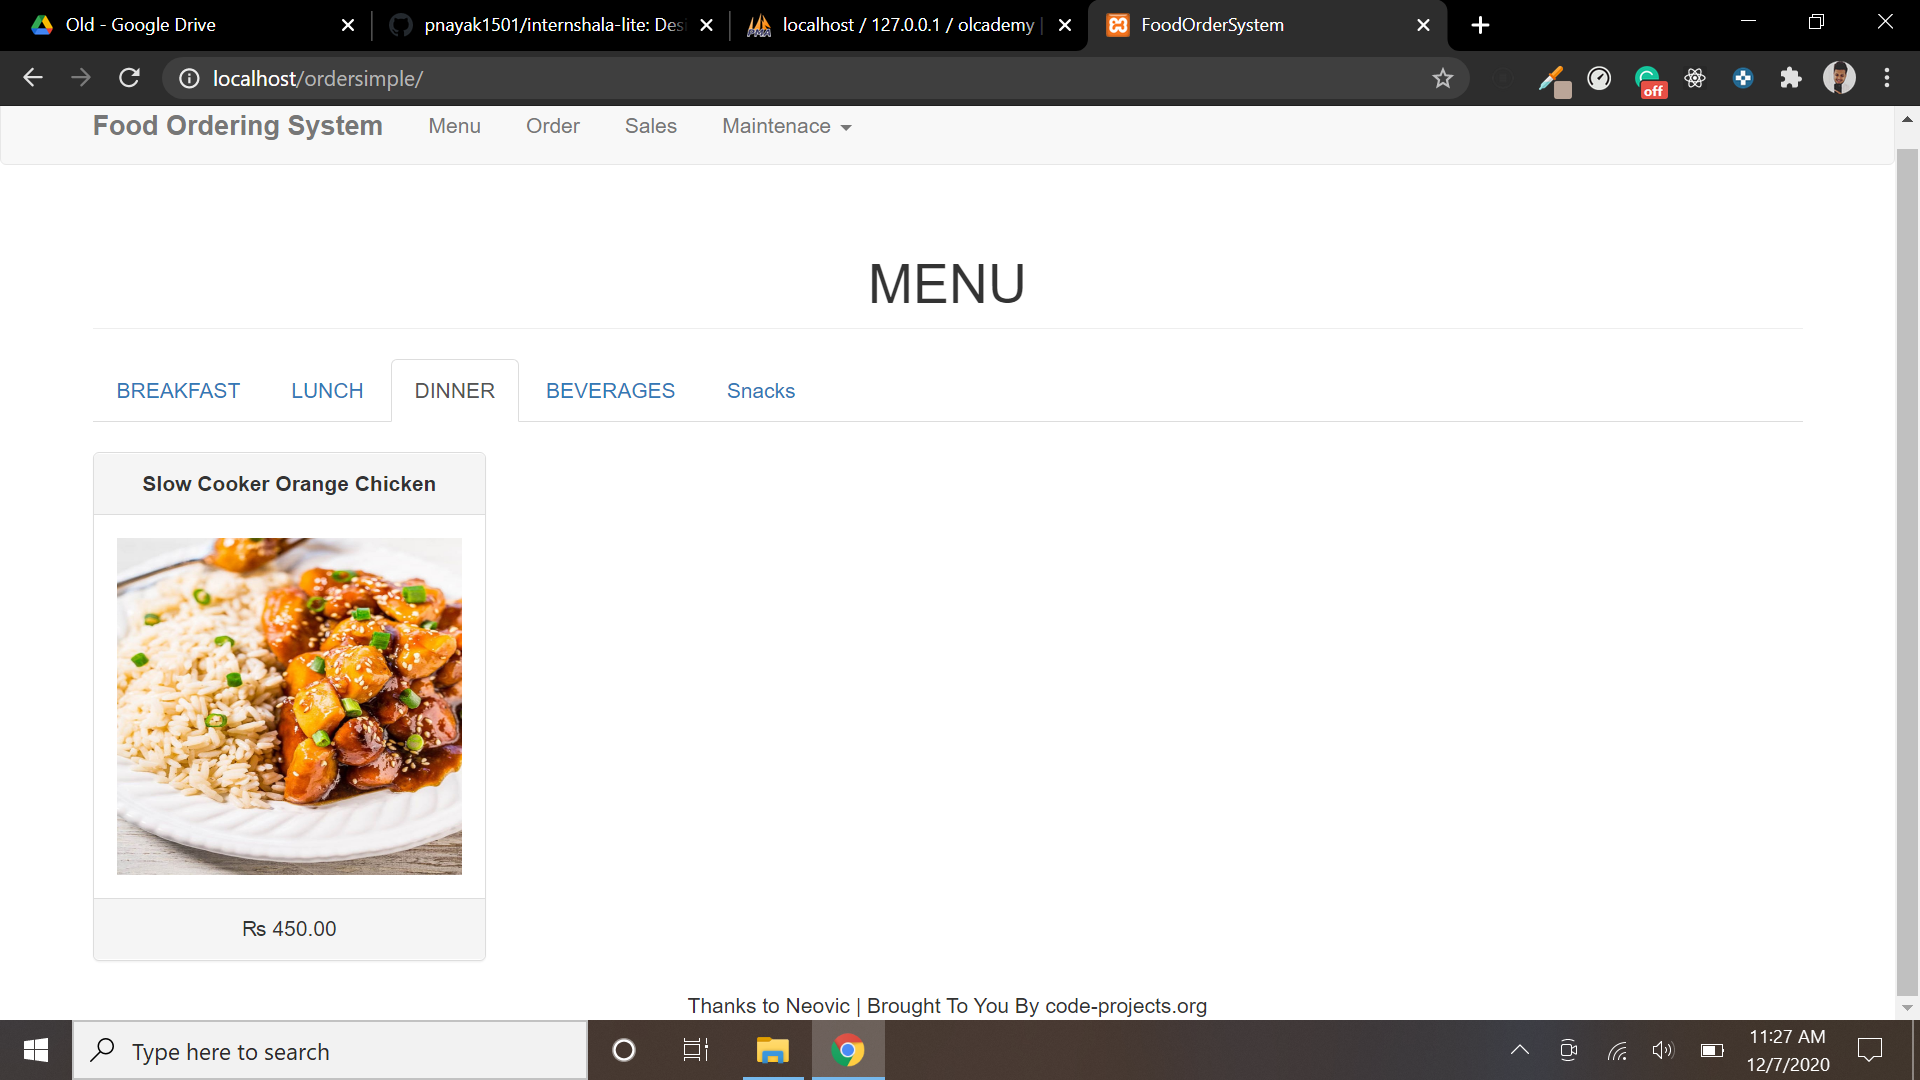 Old - Google Drive
pnayak1501/internshala-lite: Des
localhost / 127.0.0.1 / olcademy |
FoodOrderSystem
localhost/ordersimple/
off
Food Ordering System
Menu
Order
Sales
Maintenace
MENU
BREAKFAST
LUNCH
DINNER
BEVERAGES
Snacks
Slow Cooker Orange Chicken
₨ 450.00
Thanks to Neovic | Brought To You By code-projects.org
Type here to search
11:27 AM
12/7/2020